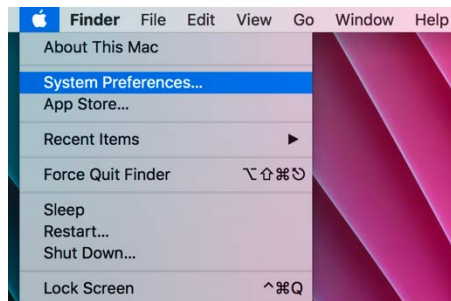 Finder File Edit View Go Window Help
About This Mac
System Preferences...
App Store...
Recent Items ▶
Force Quit Finder ⌥⇧⌘⎋
Sleep
Restart...
Shut Down...
Lock Screen ^⌘Q